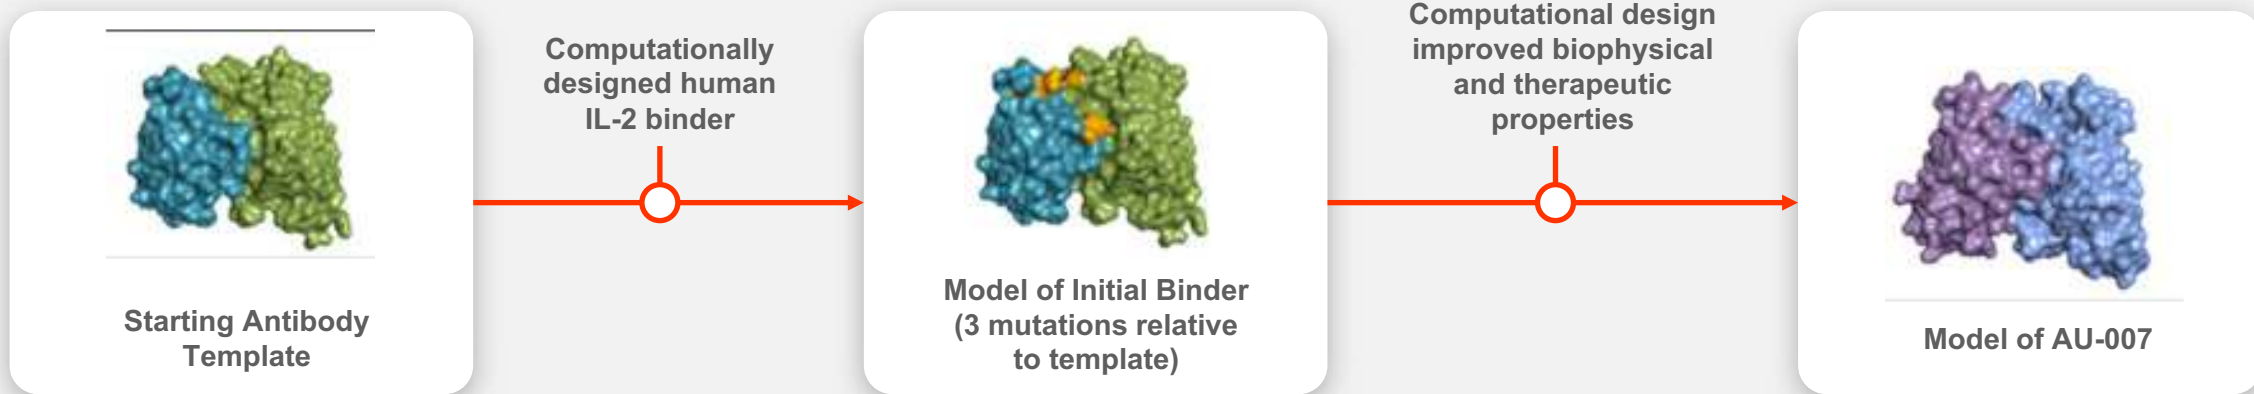 Starting Antibody
Template
Computationally
designed human
IL-2 binder
Model of Initial Binder
(3 mutations relative
to template)
Computational design
improved biophysical
and therapeutic
properties
Model of AU-007